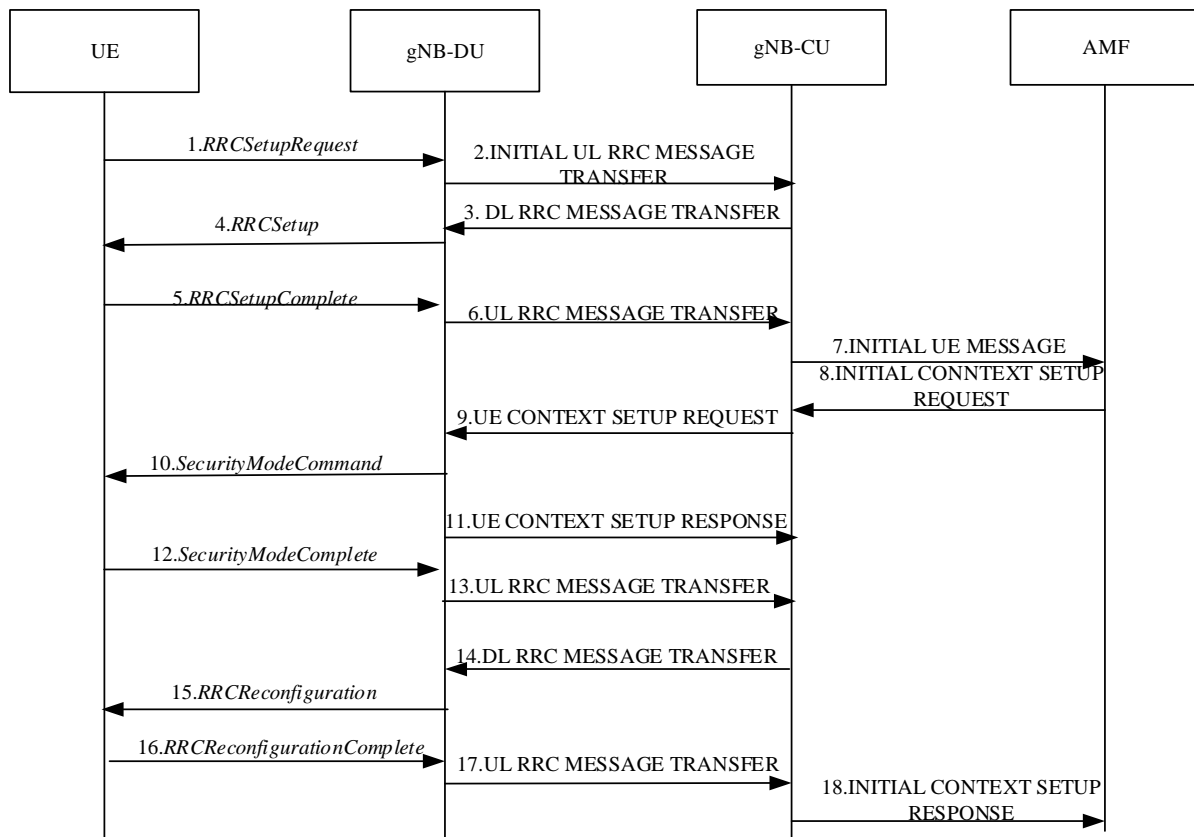 UE
gNB-DU
gNB-CU
AMF
1.RRCSetupRequest
2.INITIAL UL RRC MESSAGE
TRANSFER
3. DL RRC MESSAGE TRANSFER
4.RRCSetup
5.RRCSetupComplete
6.UL RRC MESSAGE TRANSFER
7.INITIAL UE MESSAGE
8.INITIAL CONNTEXT SETUP
REQUEST
9.UE CONTEXT SETUP REQUEST
10.SecurityModeCommand
11.UE CONTEXT SETUP RESPONSE
12.SecurityModeComplete
13.UL RRC MESSAGE TRANSFER
14.DL RRC MESSAGE TRANSFER
15.RRCReconfiguration
16.RRCReconfigurationComplete
17.UL RRC MESSAGE TRANSFER
18.INITIAL CONTEXT SETUP
RESPONSE